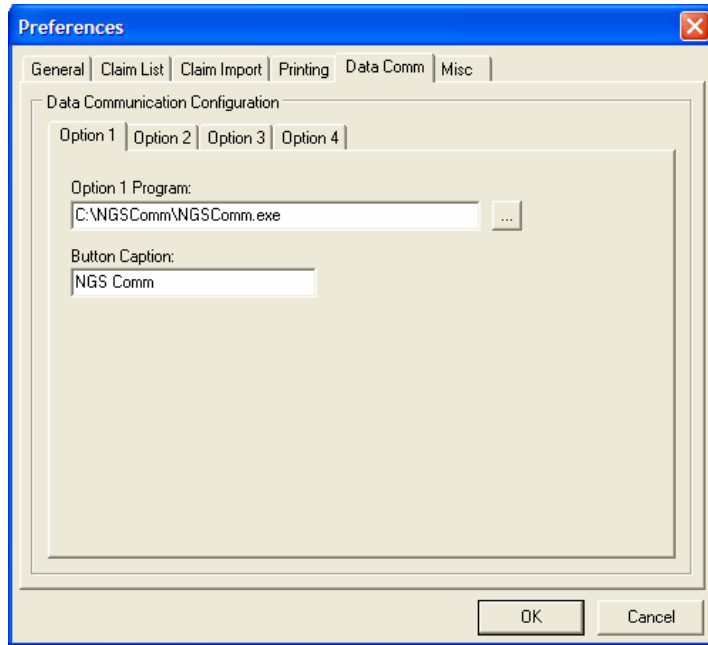 Preferences
General Claim List Claim Import Printing Data Comm Misc
Data Communication Configuration
Option 1 Option 2 Option 3 Option 4
Option 1 Program:
C:\NGSComm\NGSComm.exe ...
Button Caption:
NGS Comm
OK Cancel